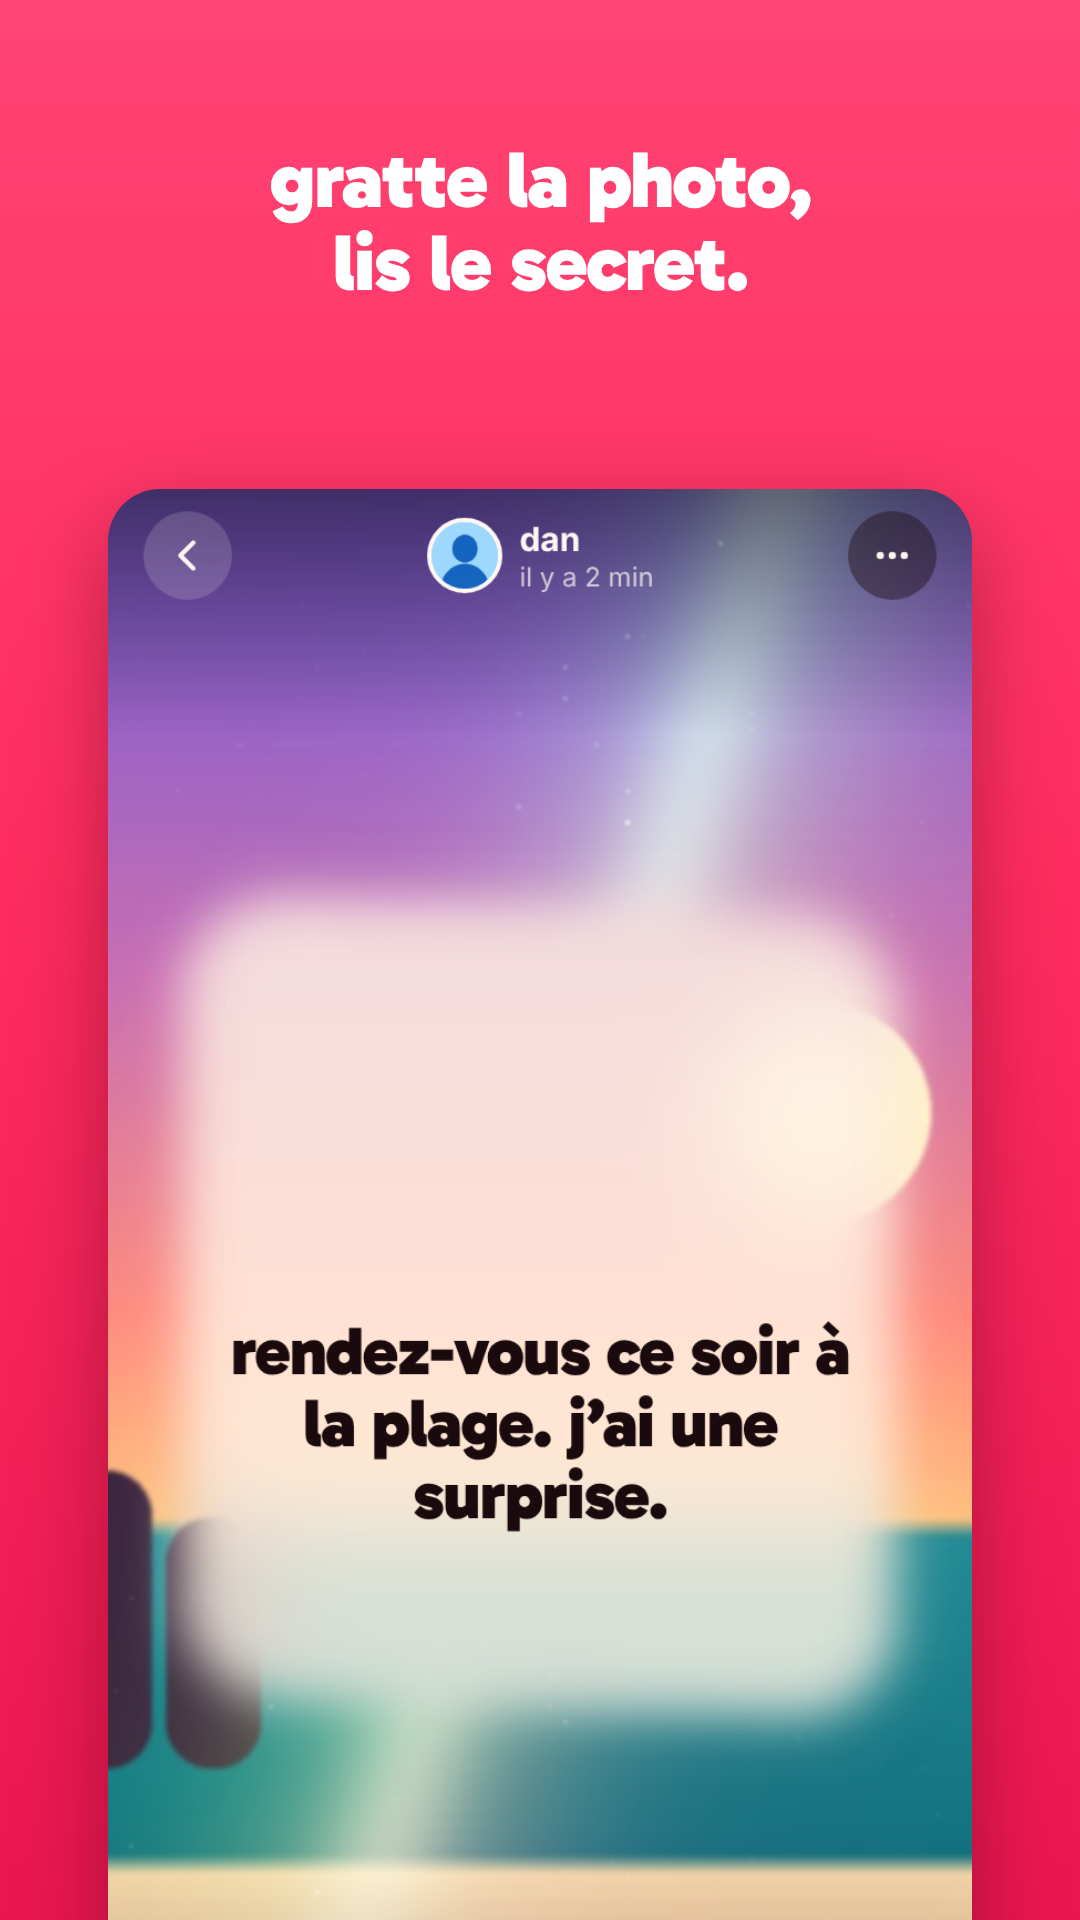 gratte la photo,
lis le secret.
dan
il y a 2 min
rendez-vous ce soir à
la plage. j’ai une
surprise.